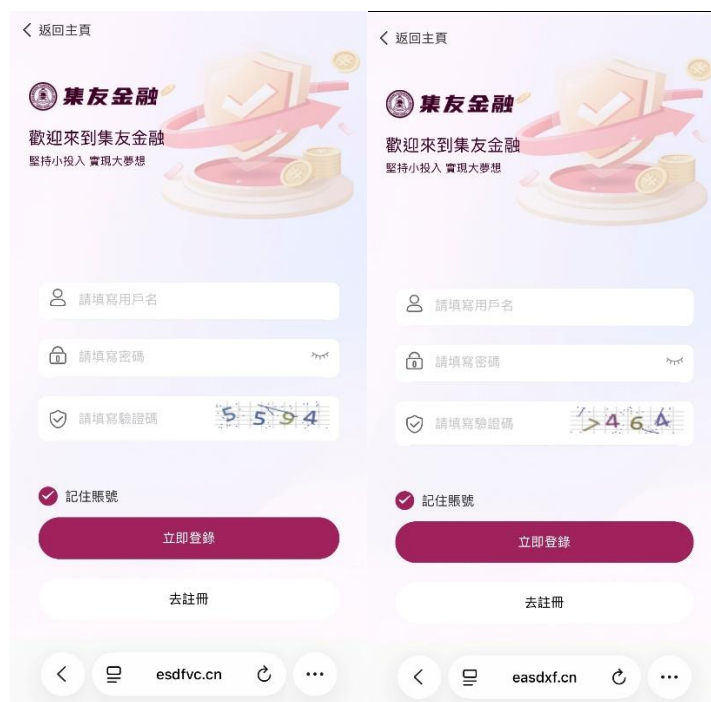 返回主頁
集友金融
歡迎來到集友金融
堅持小投入 實現大夢想
請填寫用戶名
請填寫密碼
請填寫驗證碼
5594
記住賬號
立即登錄
去註冊
esdfvc.cn
返回主頁
集友金融
歡迎來到集友金融
堅持小投入 實現大夢想
請填寫用戶名
請填寫密碼
請填寫驗證碼
464
記住賬號
立即登錄
去註冊
easdxf.cn